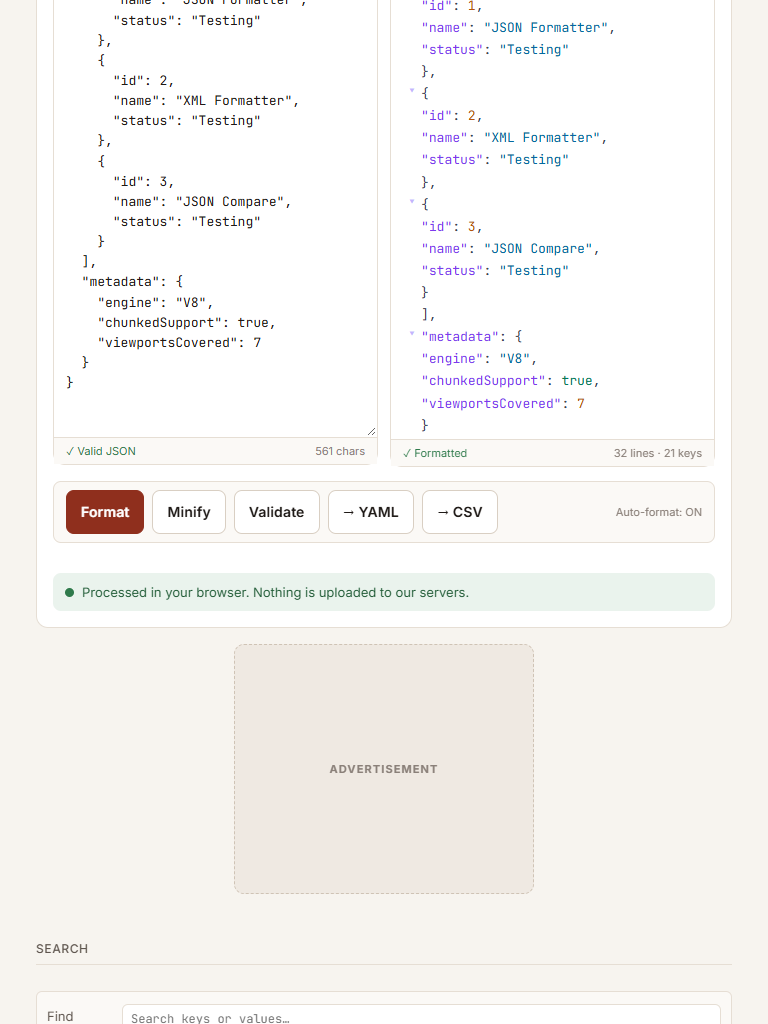 "name": "JSON Formatter",
"status": "Testing"
},
{
"id": 2,
"name": "XML Formatter",
"status": "Testing"
},
{
"id": 3,
"name": "JSON Compare",
"status": "Testing"
}
],
"metadata": {
"engine": "V8",
"chunkedSupport": true,
"viewportsCovered": 7
}
}
✓ Valid JSON
561 chars
"id": 1,
"name": "JSON Formatter",
"status": "Testing"
},
{
"id": 2,
"name": "XML Formatter",
"status": "Testing"
},
{
"id": 3,
"name": "JSON Compare",
"status": "Testing"
}
],
"metadata": {
"engine": "V8",
"chunkedSupport": true,
"viewportsCovered": 7
}
✓ Formatted
32 lines · 21 keys
Format
Minify
Validate
→ YAML
→ CSV
Auto-format: ON
Processed in your browser. Nothing is uploaded to our servers.
ADVERTISEMENT
SEARCH
Find
Search keys or values…